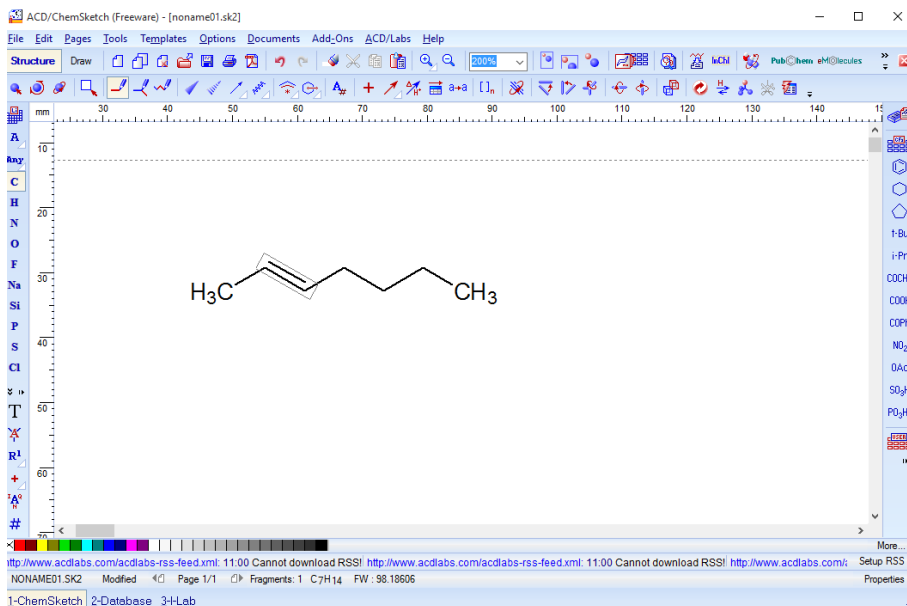 ACD/ChemSketch (Freeware) - [noname01.sk2]
File Edit Pages Tools Templates Options Documents Add-Ons ACD/Labs Help
Structure Draw 200% InChI PubChem eMolecules
mm 30 40 50 60 70 80 90 100 110 120 130 140
A
Any
C
H
N
O
F
Na
Si
P
S
Cl
T
R1
#
10
20
30
40
50
60
70
H3C CH3
t-Bu
i-Pr
COCH
COOH
COPh
NO2
OAc
SO3H
PO3H
More...
http://www.acdlabs.com/acdlabs-rss-feed.xml: 11:00 Cannot download RSS! http://www.acdlabs.com/acdlabs-rss-feed.xml: 11:00 Cannot download RSS! http://www.acdlabs.com/ Setup RSS
NONAME01.SK2 Modified Page 1/1 Fragments: 1 C7H14 FW : 98.18606 Properties
1-ChemSketch 2-Database 3-I-Lab